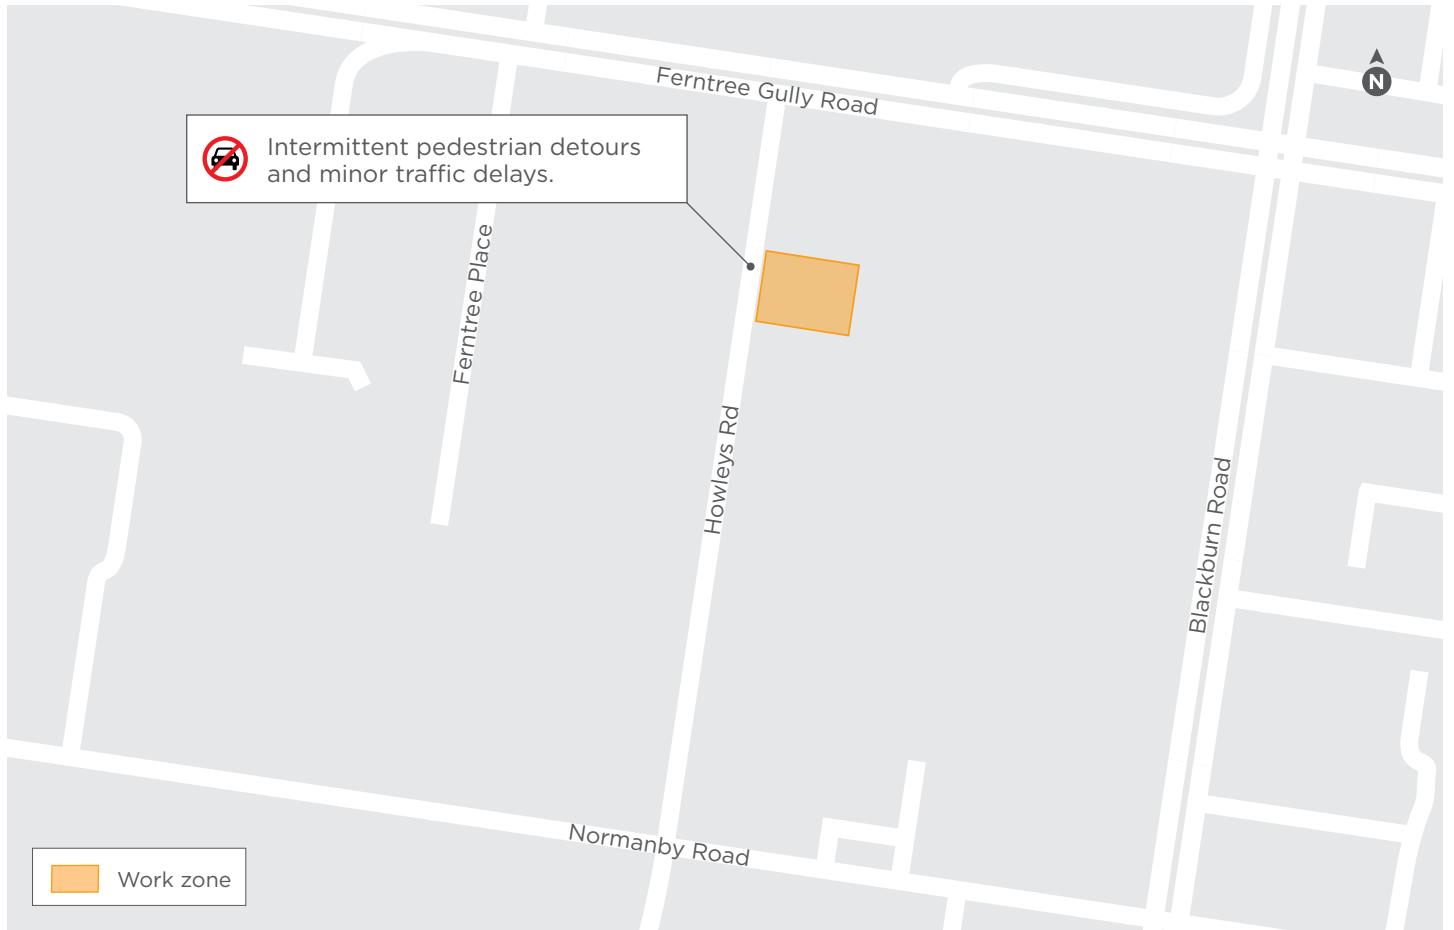 Ferntree Gully Road
N
Intermittent pedestrian detours
and minor traffic delays.
Ferntree Place
Howleys Rd
Blackburn Road
Normanby Road
Work zone